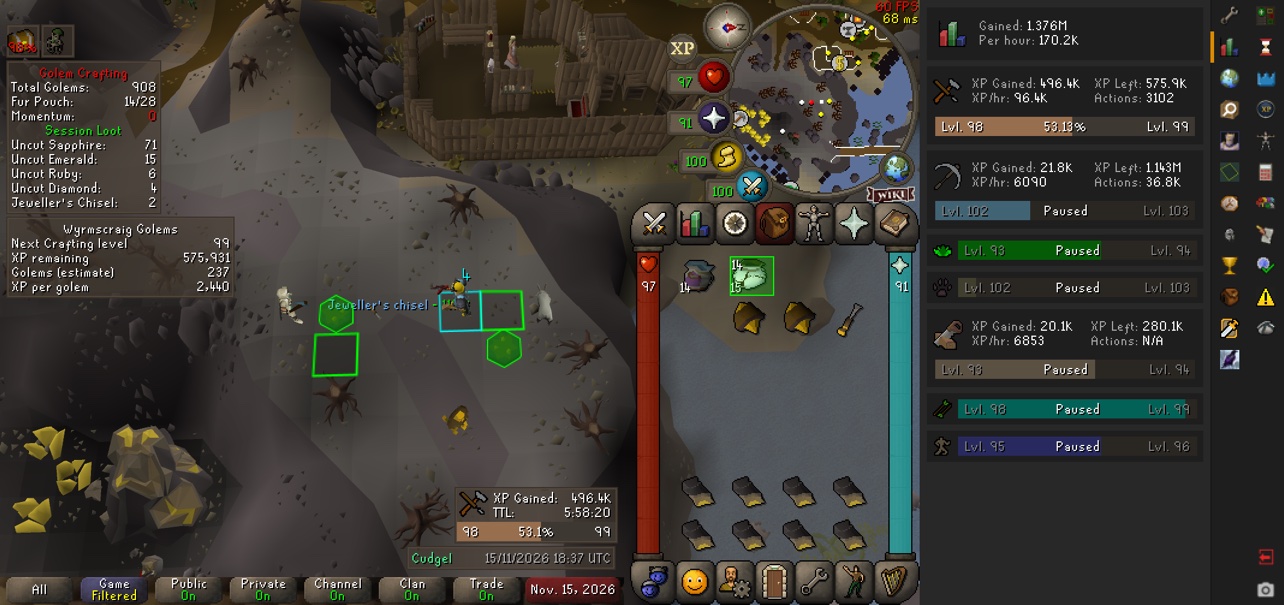 60 FPS
68 ms
98%
Golem Crafting
Total Golems: 908
Fur Pouch: 14/28
Momentum: 0
Session Loot
Uncut Sapphire: 71
Uncut Emerald: 15
Uncut Ruby: 6
Uncut Diamond: 4
Jeweller's Chisel: 2
Wyrmscraig Golems
Next Crafting level 99
XP remaining 575,931
Golems (estimate) 237
XP per golem 2,440
4
Jeweller's chisel -
XP
97
91
100
100
WIKI
97
91
14
14
15
XP Gained: 496.4K
TTL: 5:58:20
98 53.1% 99
Cudgel 15/11/2026 18:37 UTC
All
Game
Filtered
Public
On
Private
On
Channel
On
Clan
On
Trade
On
Nov. 15, 2026
Gained: 1.376M
Per hour: 170.2K
XP Gained: 496.4K XP Left: 575.9K
XP/hr: 96.4K Actions: 3102
Lvl. 98 53.13% Lvl. 99
XP Gained: 21.8K XP Left: 1.143M
XP/hr: 6090 Actions: 36.8K
Lvl. 102 Paused Lvl. 103
Lvl. 93 Paused Lvl. 94
Lvl. 102 Paused Lvl. 103
XP Gained: 20.1K XP Left: 280.1K
XP/hr: 6853 Actions: N/A
Lvl. 93 Paused Lvl. 94
Lvl. 98 Paused Lvl. 99
Lvl. 95 Paused Lvl. 96
XP